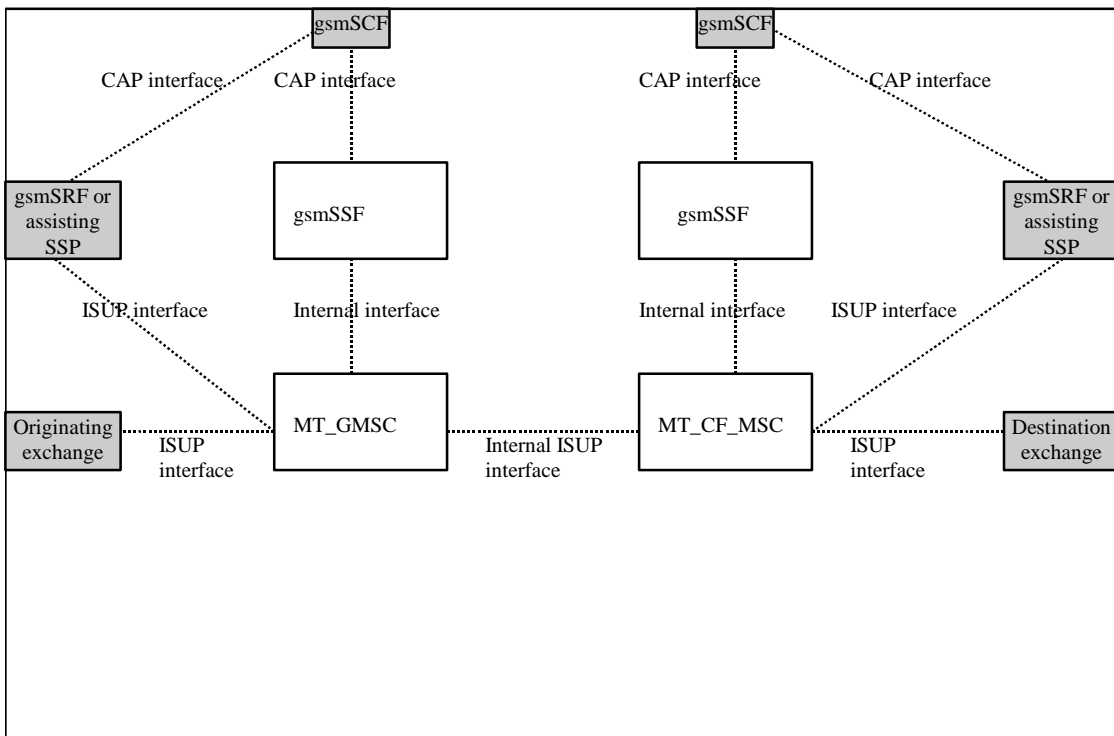 gsmSCF
gsmSCF
CAP interface
CAP interface
CAP interface
CAP interface
gsmSRF or
assisting
SSP
gsmSSF
gsmSSF
gsmSRF or
assisting
SSP
ISUP interface
Internal interface
Internal interface
ISUP interface
Originating
exchange
ISUP
interface
MT_GMSC
Internal ISUP
interface
MT_CF_MSC
ISUP
interface
Destination
exchange